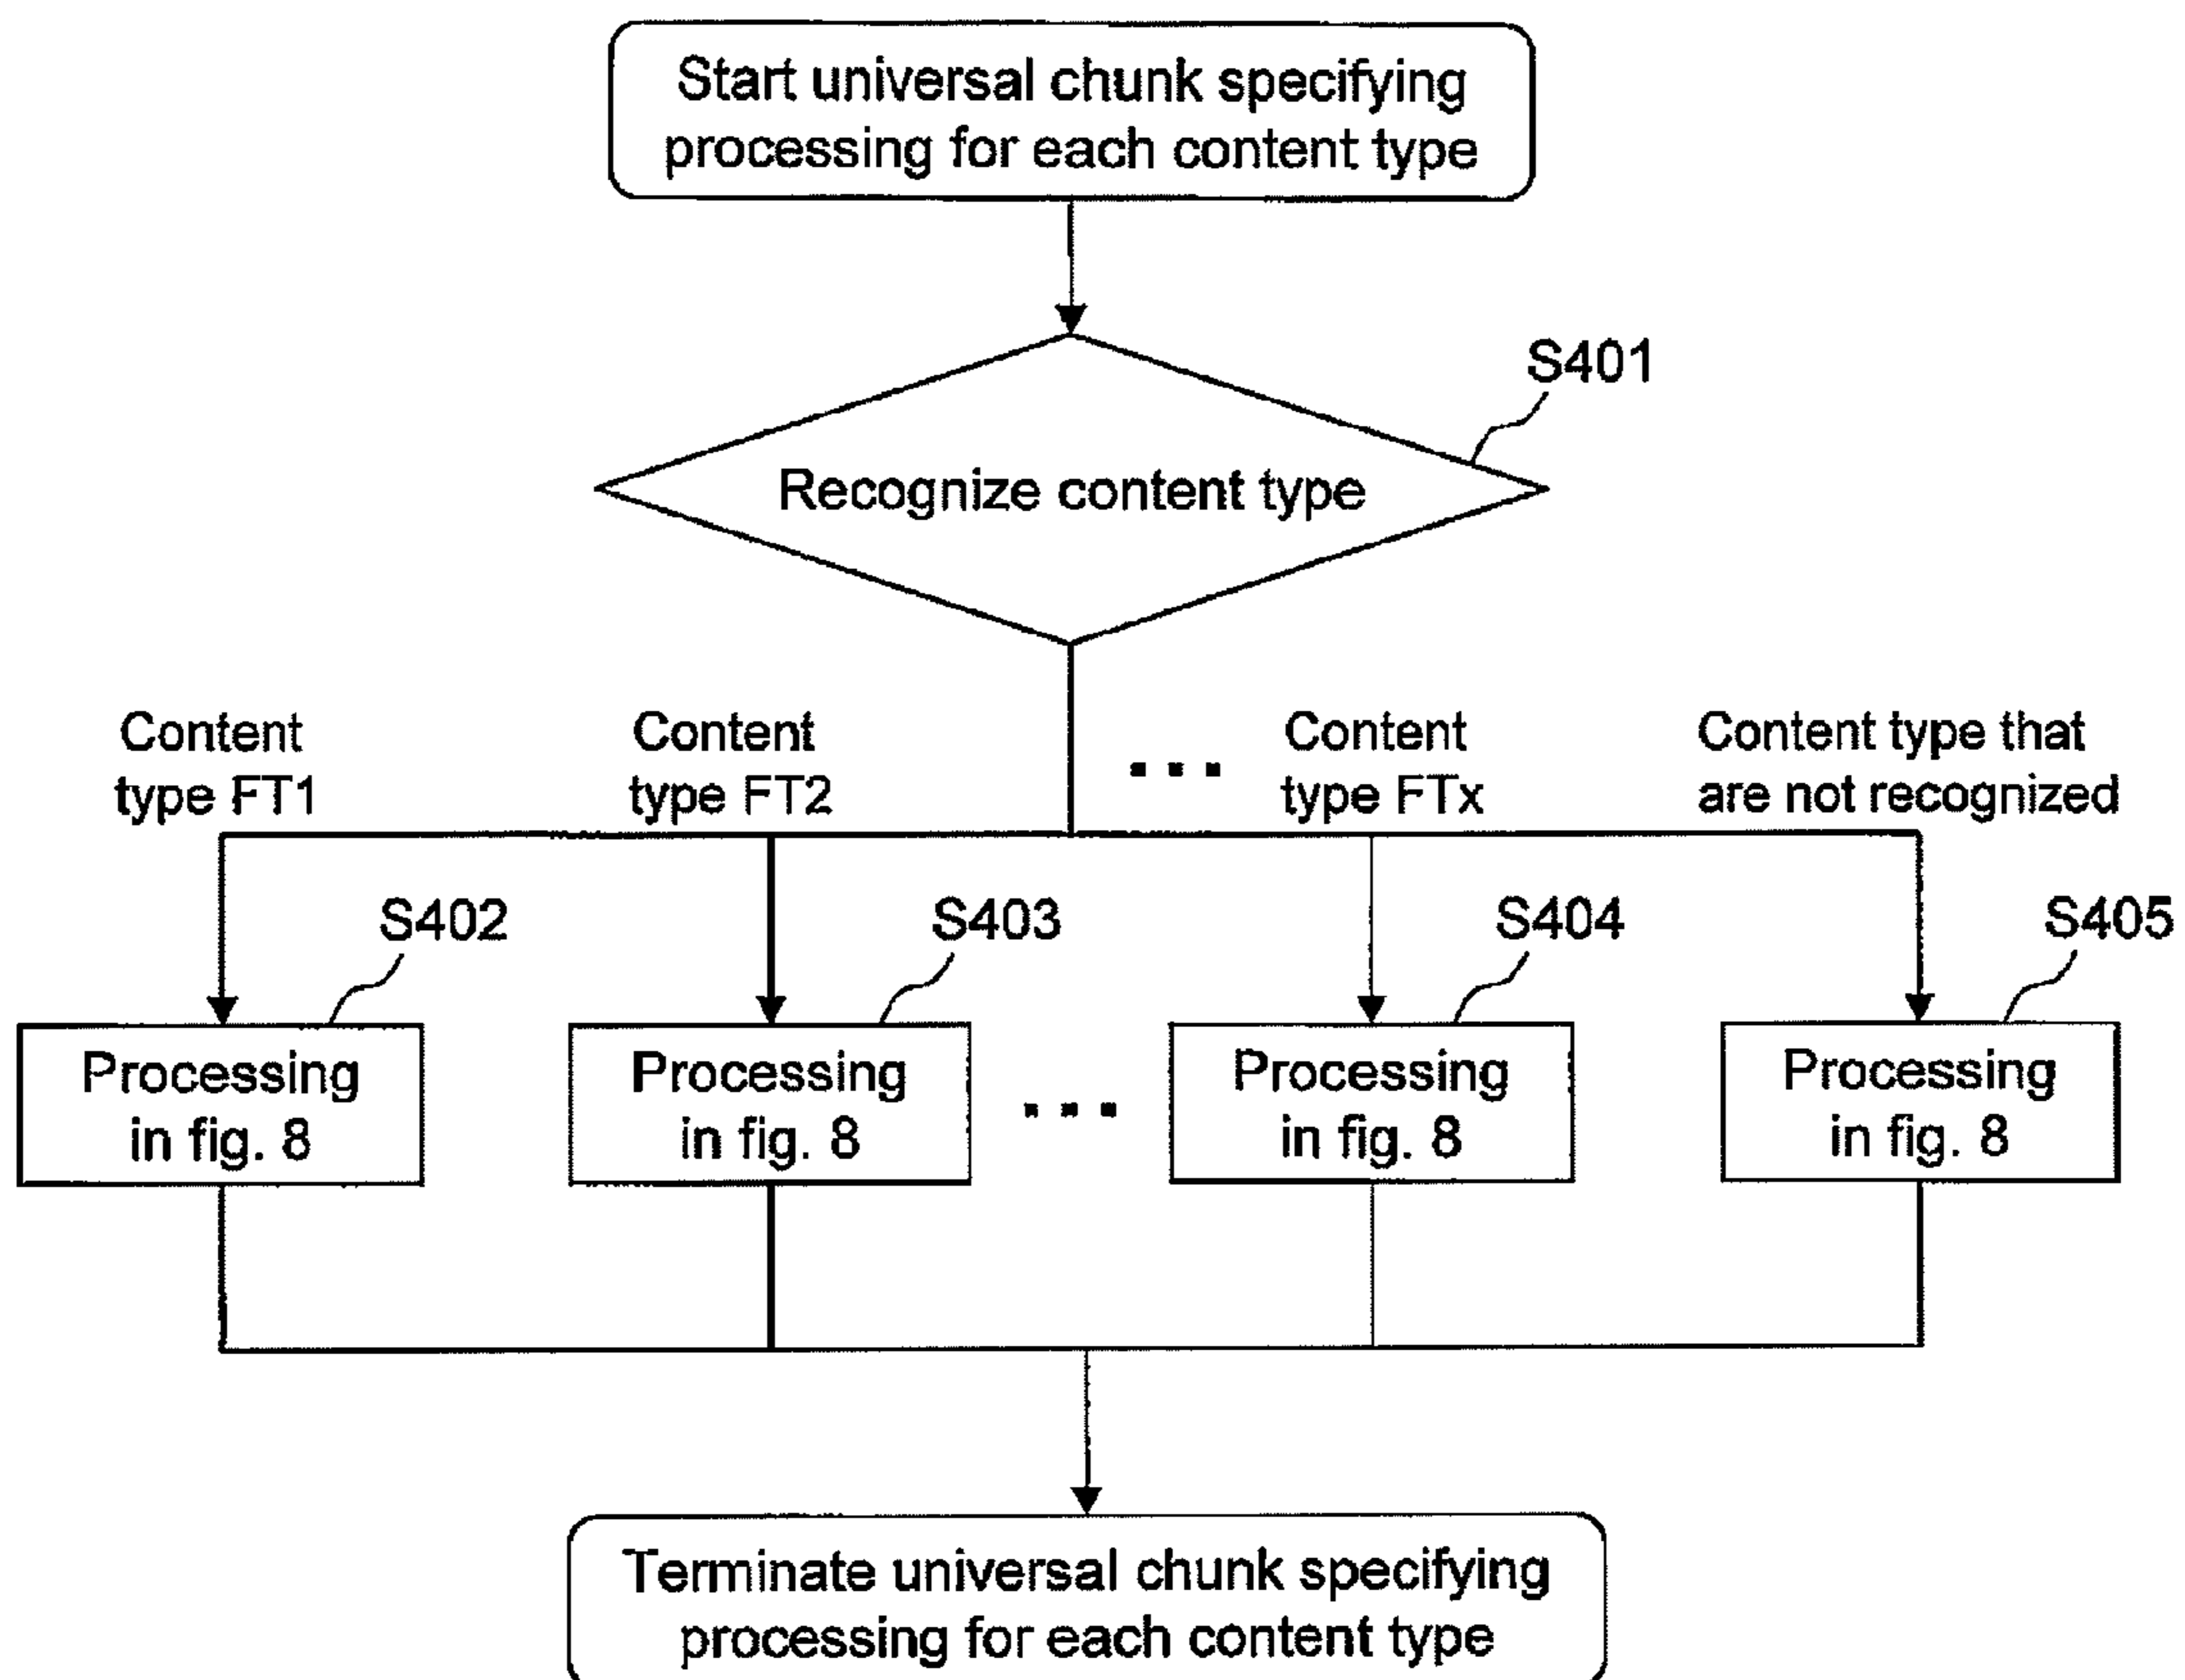 Start universal chunk specifying
processing for each content type
S401
Recognize content type
Content
type FT1
Content
type FT2
...
Content
type FTx
Content type that
are not recognized
S402
S403
S404
S405
Processing
in fig. 8
Processing
in fig. 8
...
Processing
in fig. 8
Processing
in fig. 8
Terminate universal chunk specifying
processing for each content type